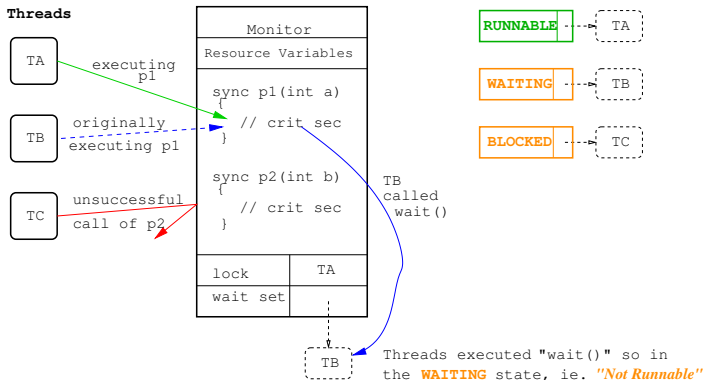 Threads
TA
executing
p1
TB
originally
executing p1
TC
unsuccessful
call of p2
Monitor
Resource Variables
sync p1(int a)
{
// crit sec
}
sync p2(int b)
{
// crit sec
}
lock
TA
wait set
TB
TB
called
wait()
RUNNABLE
TA
WAITING
TB
BLOCKED
TC
Threads executed "wait()" so in
the WAITING state, ie. "Not Runnable"